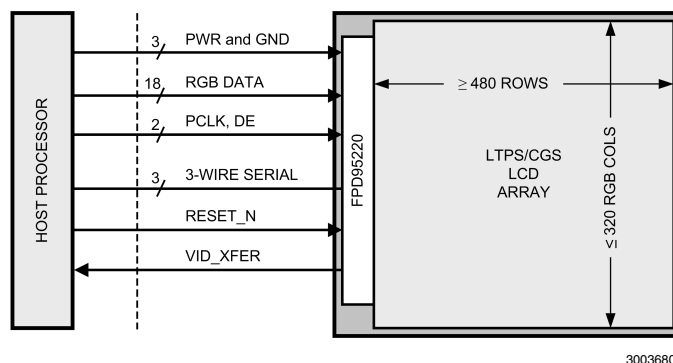 HOST PROCESSOR
3 PWR and GND
18 RGB DATA
2 PCLK, DE
3 3-WIRE SERIAL
RESET_N
VID_XFER
FPD95220
≥ 480 ROWS
LTPS/CGS
LCD
ARRAY
≤ 320 RGB COLS
3003680